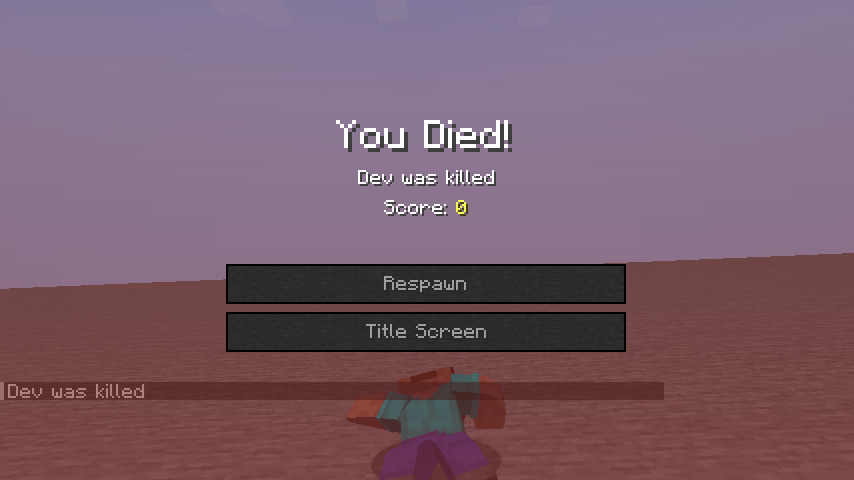 You Died!
Dev was killed
Score: 0
Respawn
Title Screen
Dev was killed